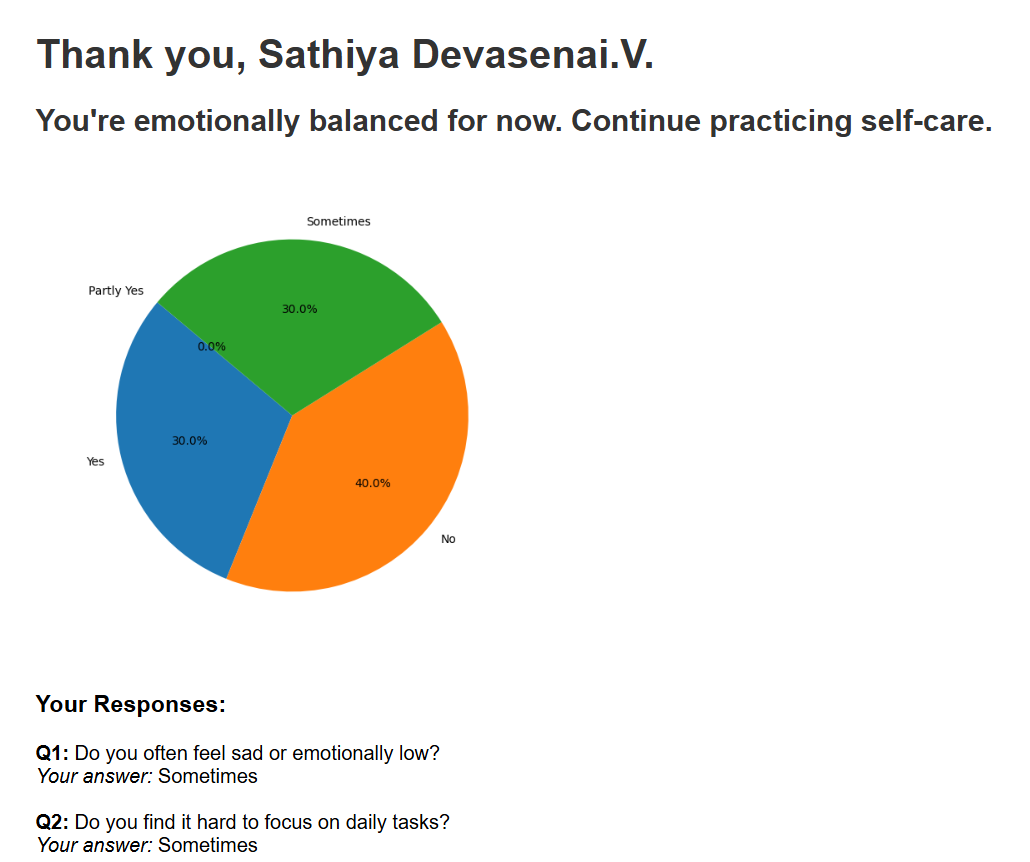 Thank you, Sathiya Devasenai.V.
You're emotionally balanced for now. Continue practicing self-care.
Sometimes
Partly Yes
30.0%
0.0%
30.0%
Yes
40.0%
No
Your Responses:
Q1: Do you often feel sad or emotionally low?
Your answer: Sometimes
Q2: Do you find it hard to focus on daily tasks?
Your answer: Sometimes